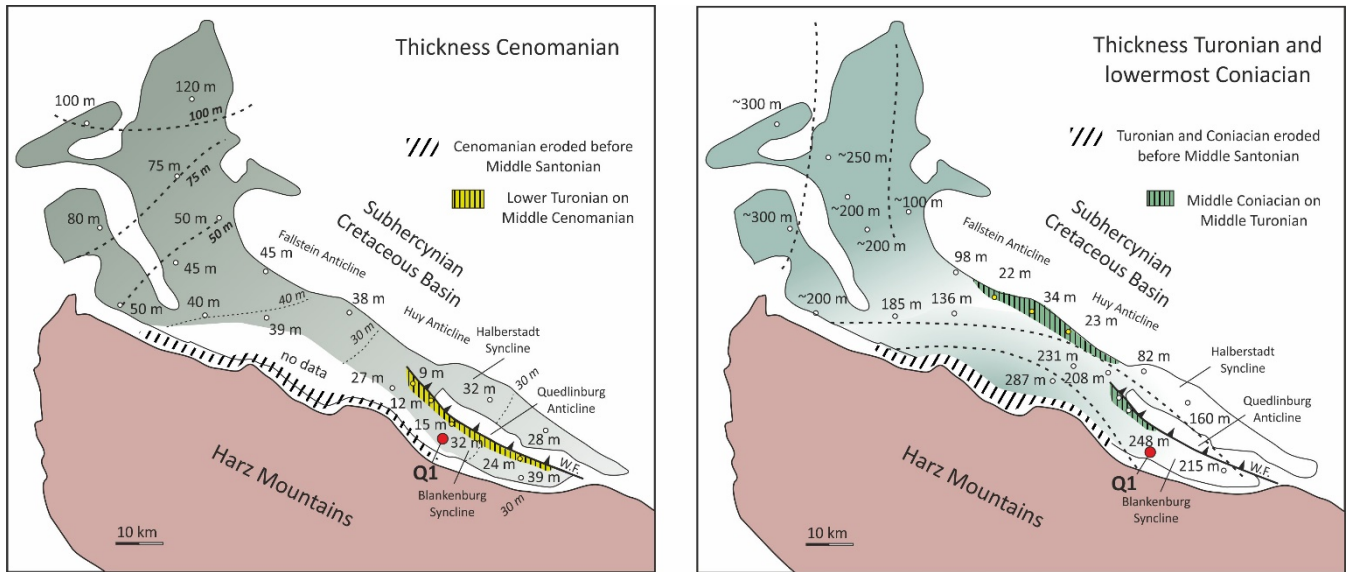 Thickness Cenomanian
120 m
100 m
100 m
75 m
75 m
80 m
50 m
50 m
45 m
45 m
40 m
40 m
50 m
39 m
38 m
30 m
Cenomanian eroded before
Middle Santonian
Lower Turonian on
Middle Cenomanian
Subhercynian
Cretaceous Basin
Fallstein Anticline
Huy Anticline
Halberstadt
Syncline
Quedlinburg
Anticline
no data
27 m
9 m
12 m
15 m
32 m
30 m
32 m
28 m
24 m
39 m
30 m
W.F.
Q1
Blankenburg
Syncline
Harz Mountains
10 km
Thickness Turonian and
lowermost Coniacian
~300 m
~250 m
~200 m
~100 m
~300 m
~200 m
~200 m
185 m
136 m
98 m
22 m
34 m
23 m
Turonian and Coniacian eroded
before Middle Santonian
Middle Coniacian on
Middle Turonian
Subhercynian
Cretaceous Basin
Fallstein Anticline
Huy Anticline
Halberstadt
Syncline
Quedlinburg
Anticline
231 m
287 m
208 m
82 m
160 m
248 m
215 m
W.F.
Q1
Blankenburg
Syncline
Harz Mountains
10 km